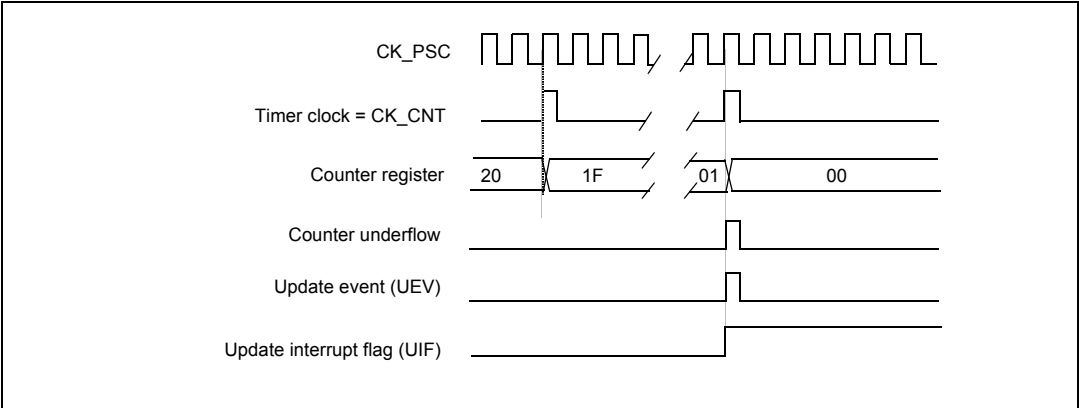 CK_PSC
Timer clock = CK_CNT
Counter register 20 1F 01 00
Counter underflow
Update event (UEV)
Update interrupt flag (UIF)